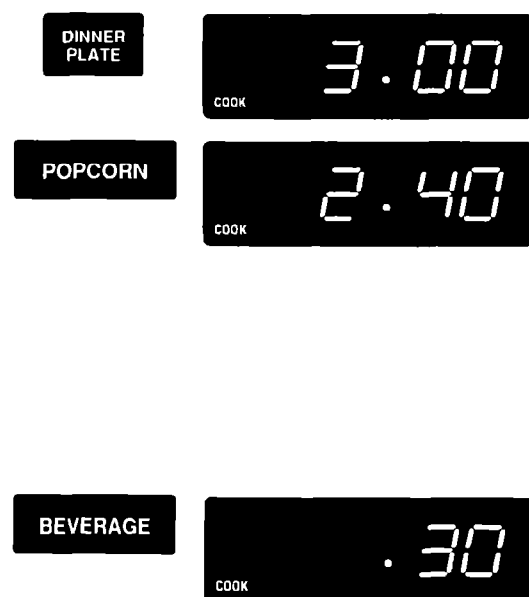 DINNER
PLATE
3.00
COOK
POPCORN
2.40
COOK
BEVERAGE
.30
COOK